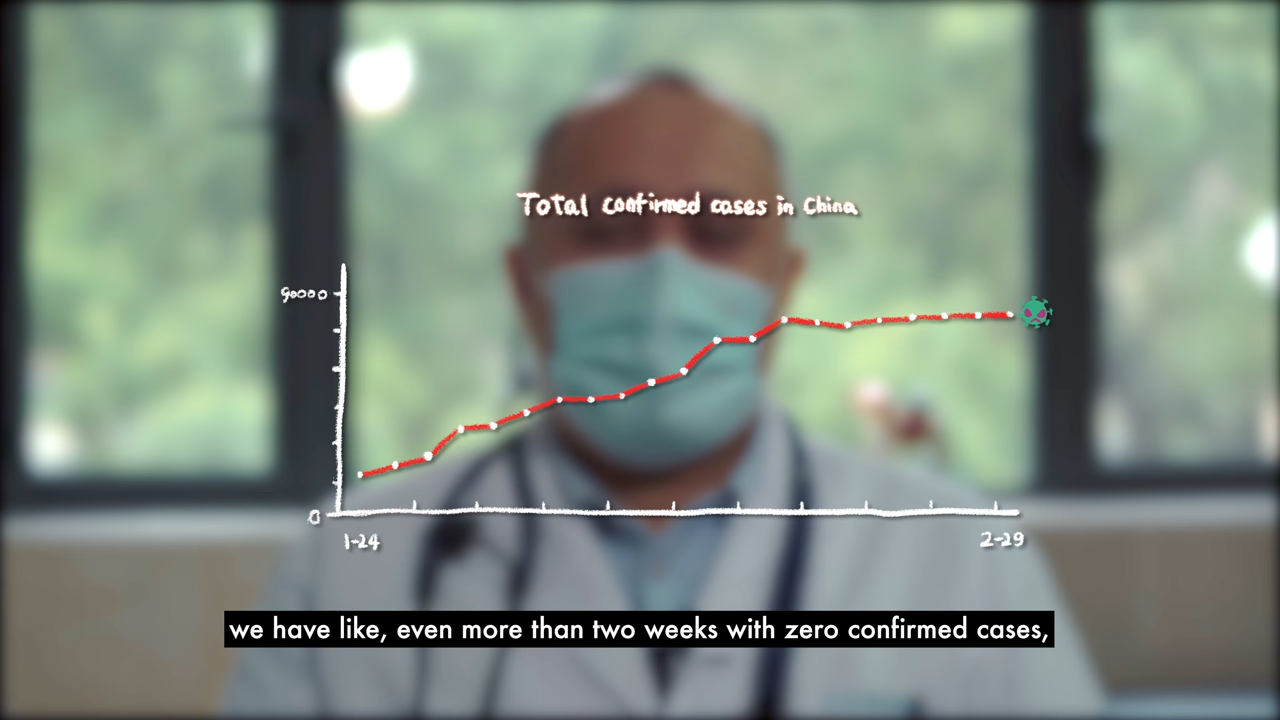 Total confirmed cases in China
90000
0
1-24
2-29
we have like, even more than two weeks with zero confirmed cases,